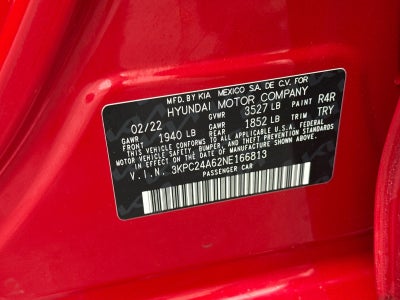 MFD. BY KIA MEXICO S.A. DE C.V. FOR
HYUNDAI MOTOR COMPANY
02/22 GVWR 3527 LB PAINT R4R
GAWR FRONT 1940 LB GAWR REAR 1852 LB TRIM TRY
THIS VEHICLE CONFORMS TO ALL APPLICABLE U.S.A. FEDERAL
MOTOR VEHICLE SAFETY, BUMPER, AND THEFT PREVENTION STANDARDS
IN EFFECT ON THE DATE OF MANUFACTURE SHOWN ABOVE.
V.I.N. 3KPC24A62NE166813
PASSENGER CAR